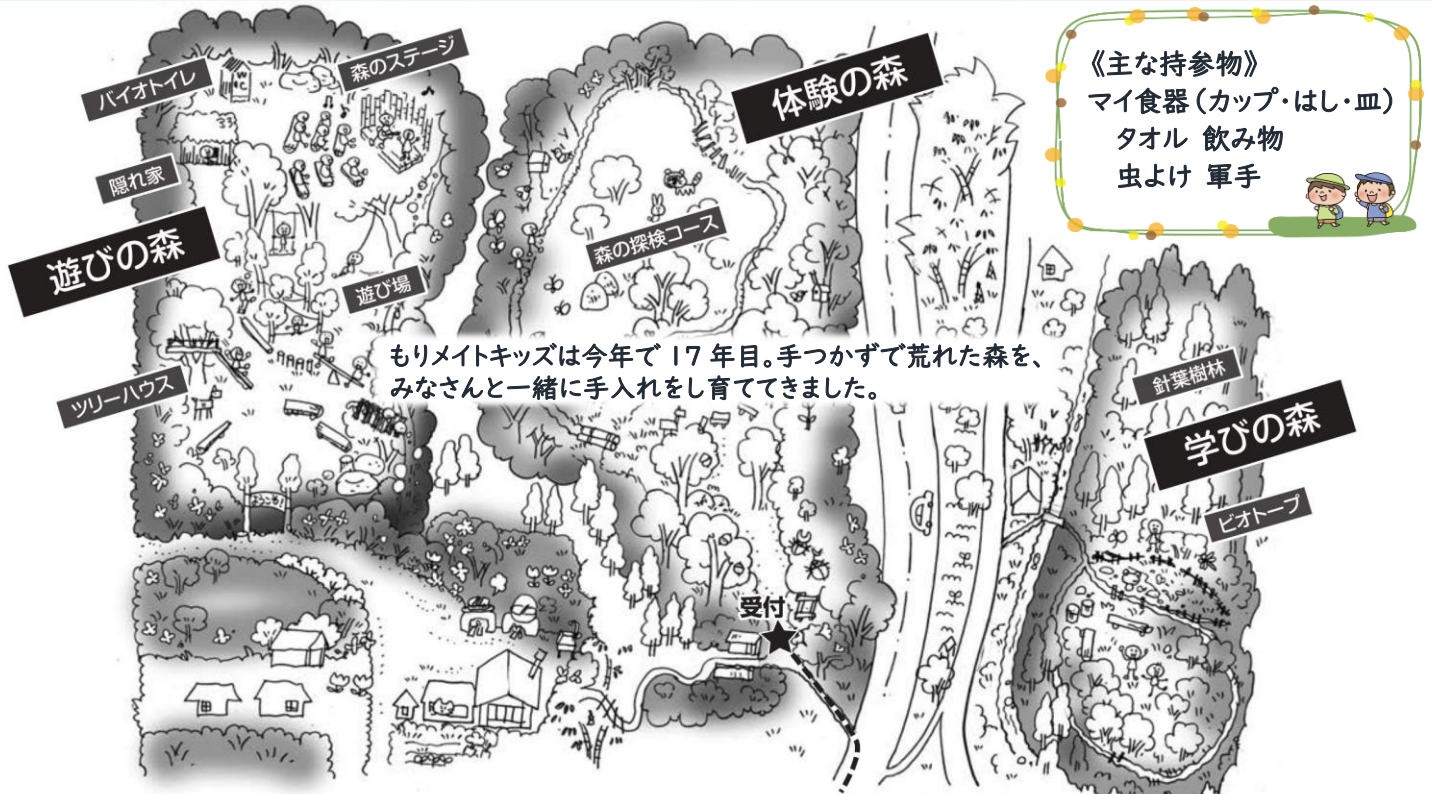 バイオトイレ
森のステージ
隠れ家
遊びの森
遊び場
ツリーハウス
体験の森
森の探検コース
《主な持参物》
マイ食器(カップ・はし・皿)
タオル 飲み物
虫よけ 軍手
もりメイトキッズは今年で 17 年目。手つかずで荒れた森を、
みなさんと一緒に手入れをし育ててきました。
針葉樹林
学びの森
ビオトープ
受付